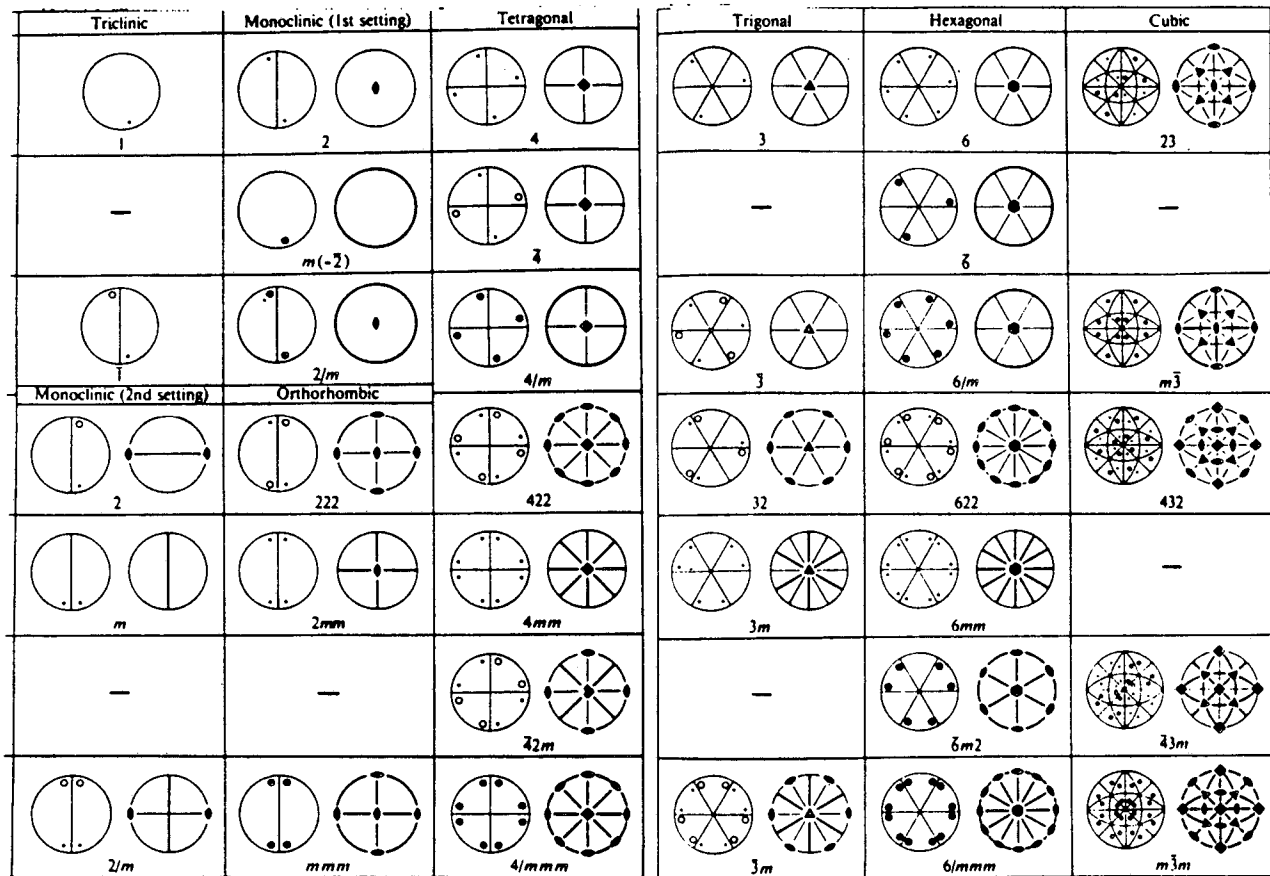 Triclinic Monoclinic (1st setting) Tetragonal Trigonal Hexagonal Cubic
1 2 4 3 6 23
— m(-2̅) 4̅ — 6̅ —
1̅ 2/m 4/m 3̅ 6/m m3̅
Monoclinic (2nd setting) Orthorhombic
2 222 422 32 622 432
m 2mm 4mm 3m 6mm —
— — 4̅2m — 6̅m2 4̅3m
2/m mmm 4/mmm 3̅m 6/mmm m3̅m